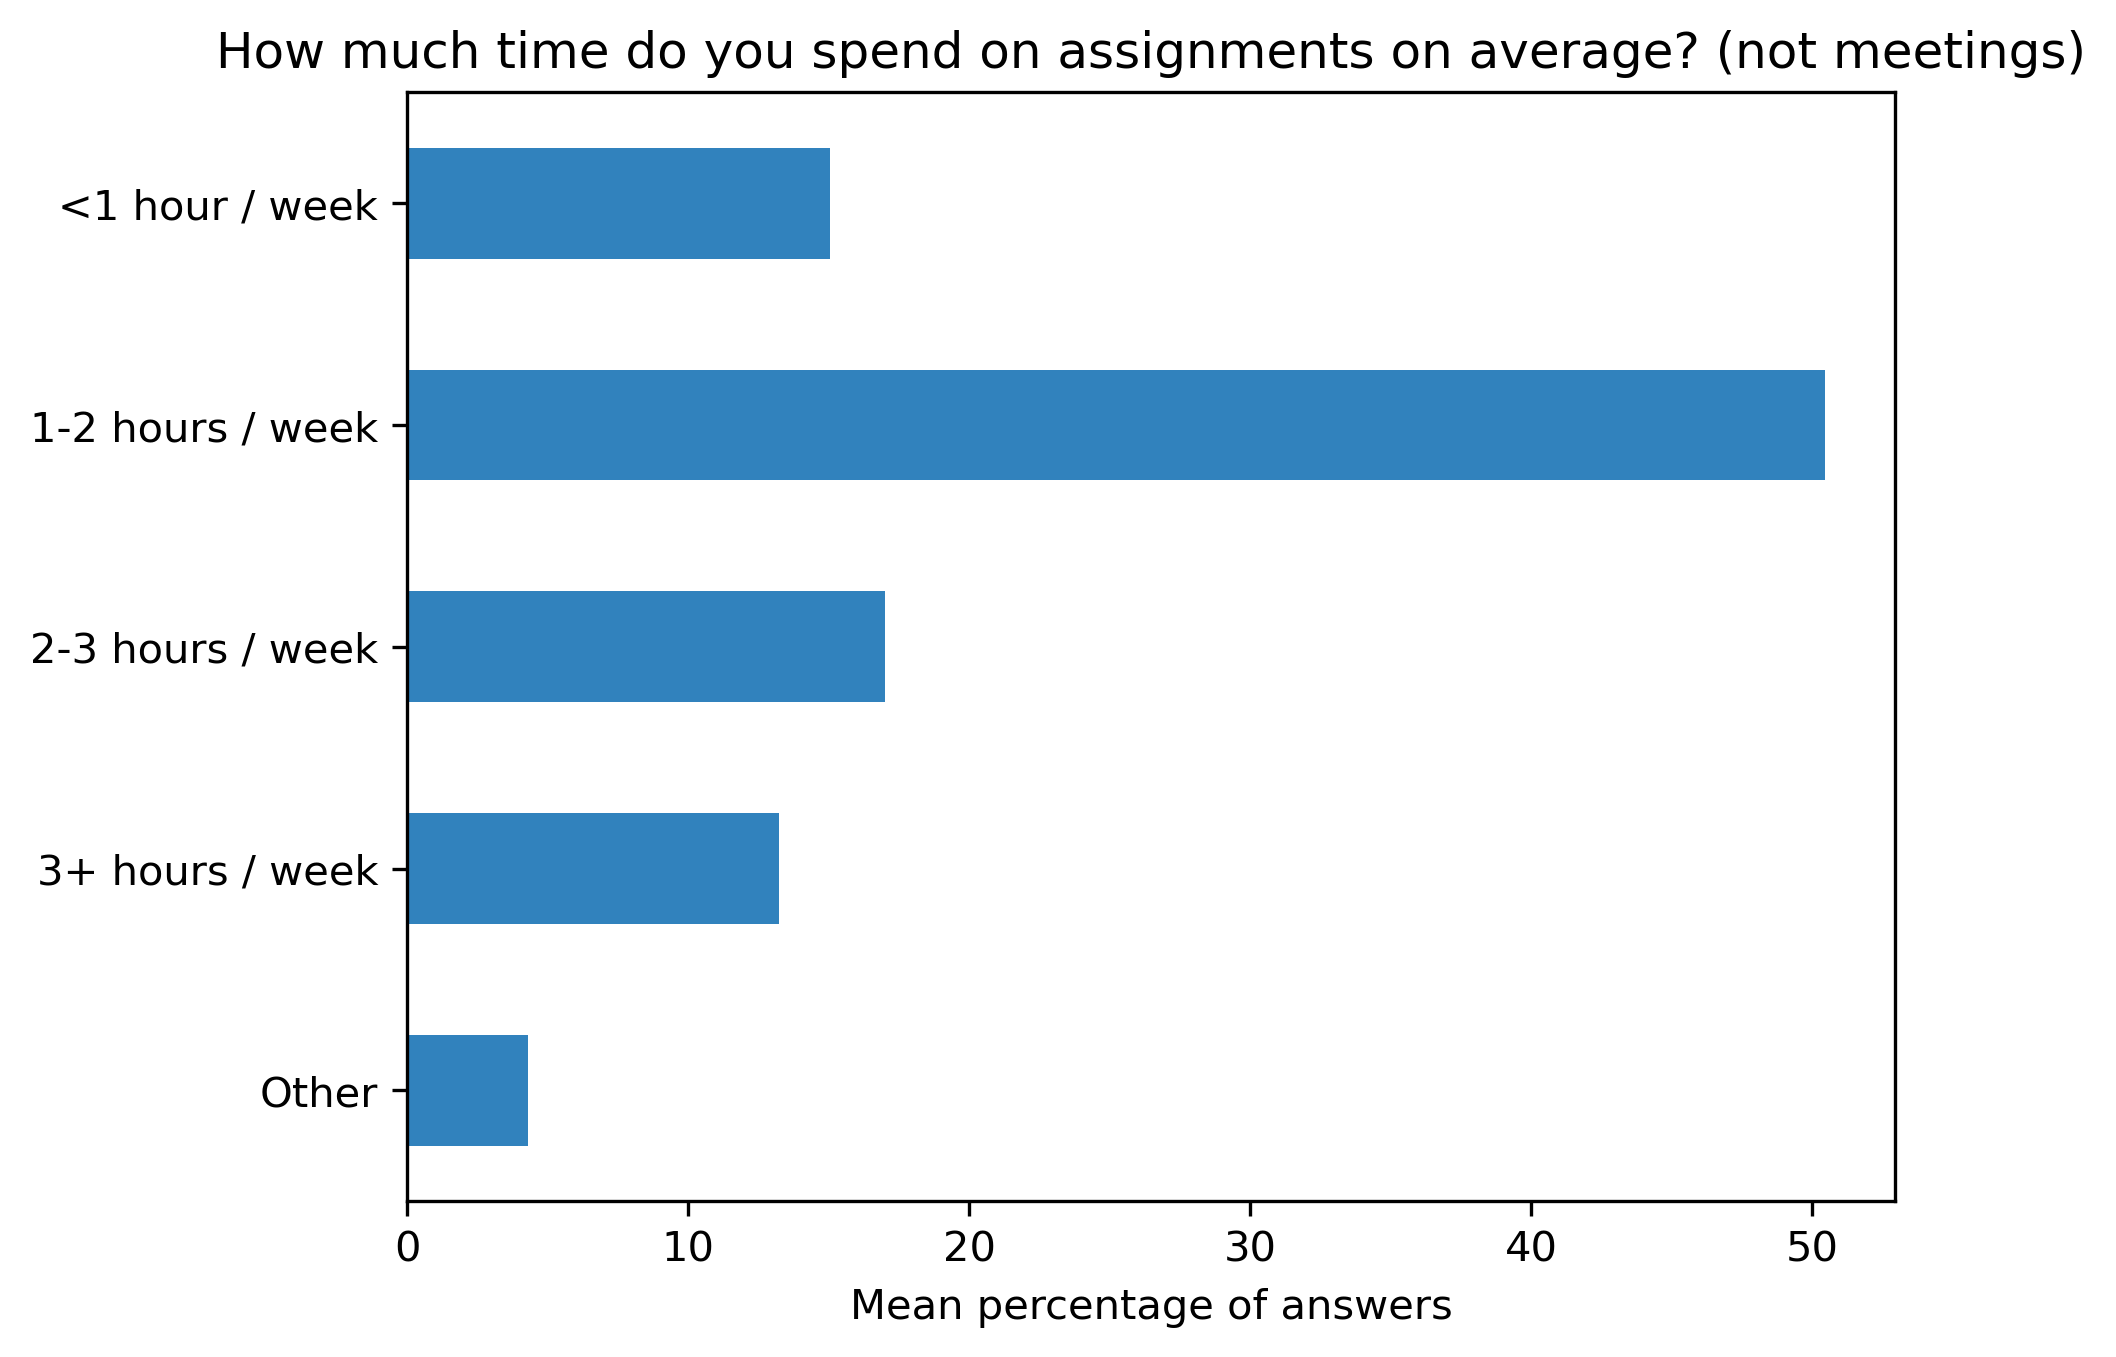 How much time do you spend on assignments on average? (not meetings)
<1 hour / week
1-2 hours / week
2-3 hours / week
3+ hours / week
Other
0 10 20 30 40 50
Mean percentage of answers